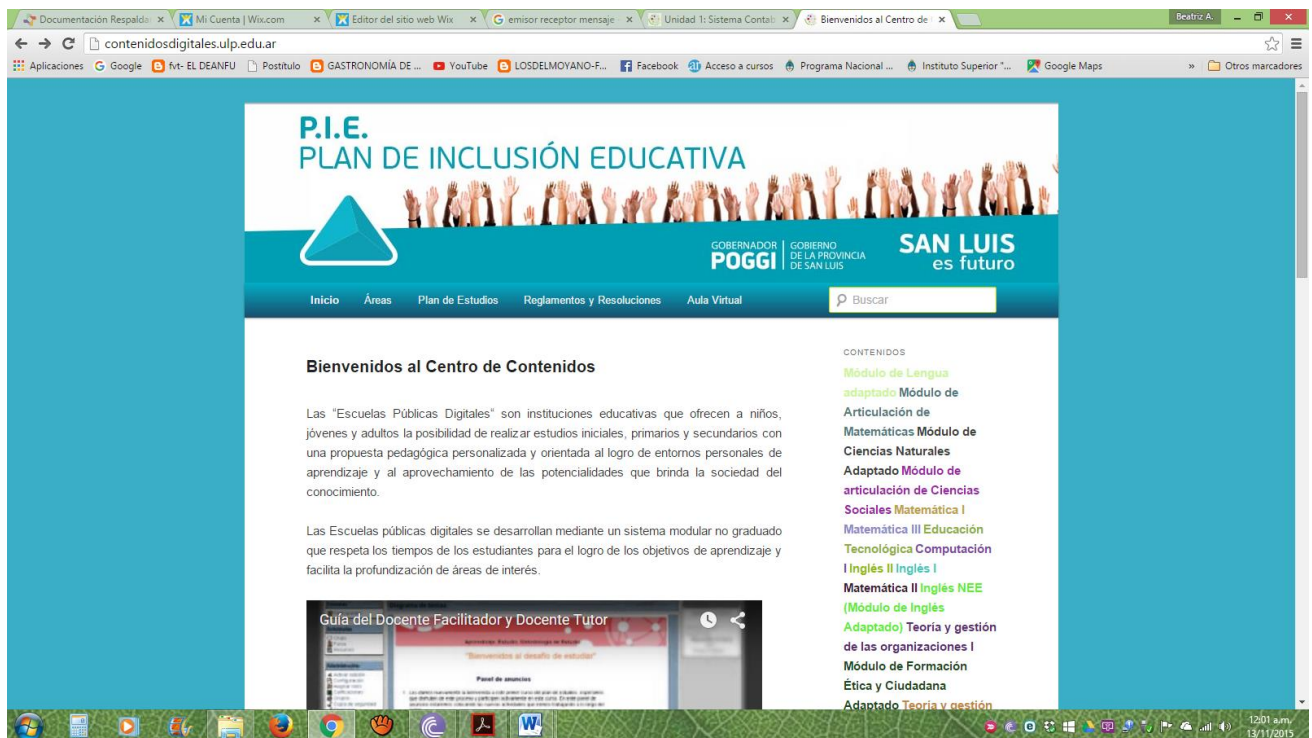 Documentación Respalda
Mi Cuenta | Wix.com
Editor del sitio web Wix
emisor receptor mensaje
Unidad 1: Sistema Contab
Bienvenidos al Centro de
Beatriz A.
contenidosdigitales.ulp.edu.ar
Aplicaciones
Google
fvt- EL DEANFU
Postítulo
GASTRONOMÍA DE ...
YouTube
LOSDELMOYANO-F...
Facebook
Acceso a cursos
Programa Nacional ...
Instituto Superior "...
Google Maps
»
Otros marcadores
P.I.E.
PLAN DE INCLUSIÓN EDUCATIVA
GOBERNADOR
POGGI
GOBIERNO
DE LA PROVINCIA
DE SAN LUIS
SAN LUIS
es futuro
Inicio
Áreas
Plan de Estudios
Reglamentos y Resoluciones
Aula Virtual
Buscar
Bienvenidos al Centro de Contenidos
Las "Escuelas Públicas Digitales" son instituciones educativas que ofrecen a niños,
jóvenes y adultos la posibilidad de realizar estudios iniciales, primarios y secundarios con
una propuesta pedagógica personalizada y orientada al logro de entornos personales de
aprendizaje y al aprovechamiento de las potencialidades que brinda la sociedad del
conocimiento.
Las Escuelas públicas digitales se desarrollan mediante un sistema modular no graduado
que respeta los tiempos de los estudiantes para el logro de los objetivos de aprendizaje y
facilita la profundización de áreas de interés.
Guía del Docente Facilitador y Docente Tutor
"Bienvenidos al desafío de estudiar"
Panel de anuncios
CONTENIDOS
Módulo de Lengua
adaptado Módulo de
Articulación de
Matemáticas Módulo de
Ciencias Naturales
Adaptado Módulo de
articulación de Ciencias
Sociales Matemática I
Matemática III Educación
Tecnológica Computación
I Inglés II Inglés I
Matemática II Inglés NEE
(Módulo de Inglés
Adaptado) Teoría y gestión
de las organizaciones I
Módulo de Formación
Ética y Ciudadana
Adaptado Teoría y gestión
12:01 a.m.
13/11/2015